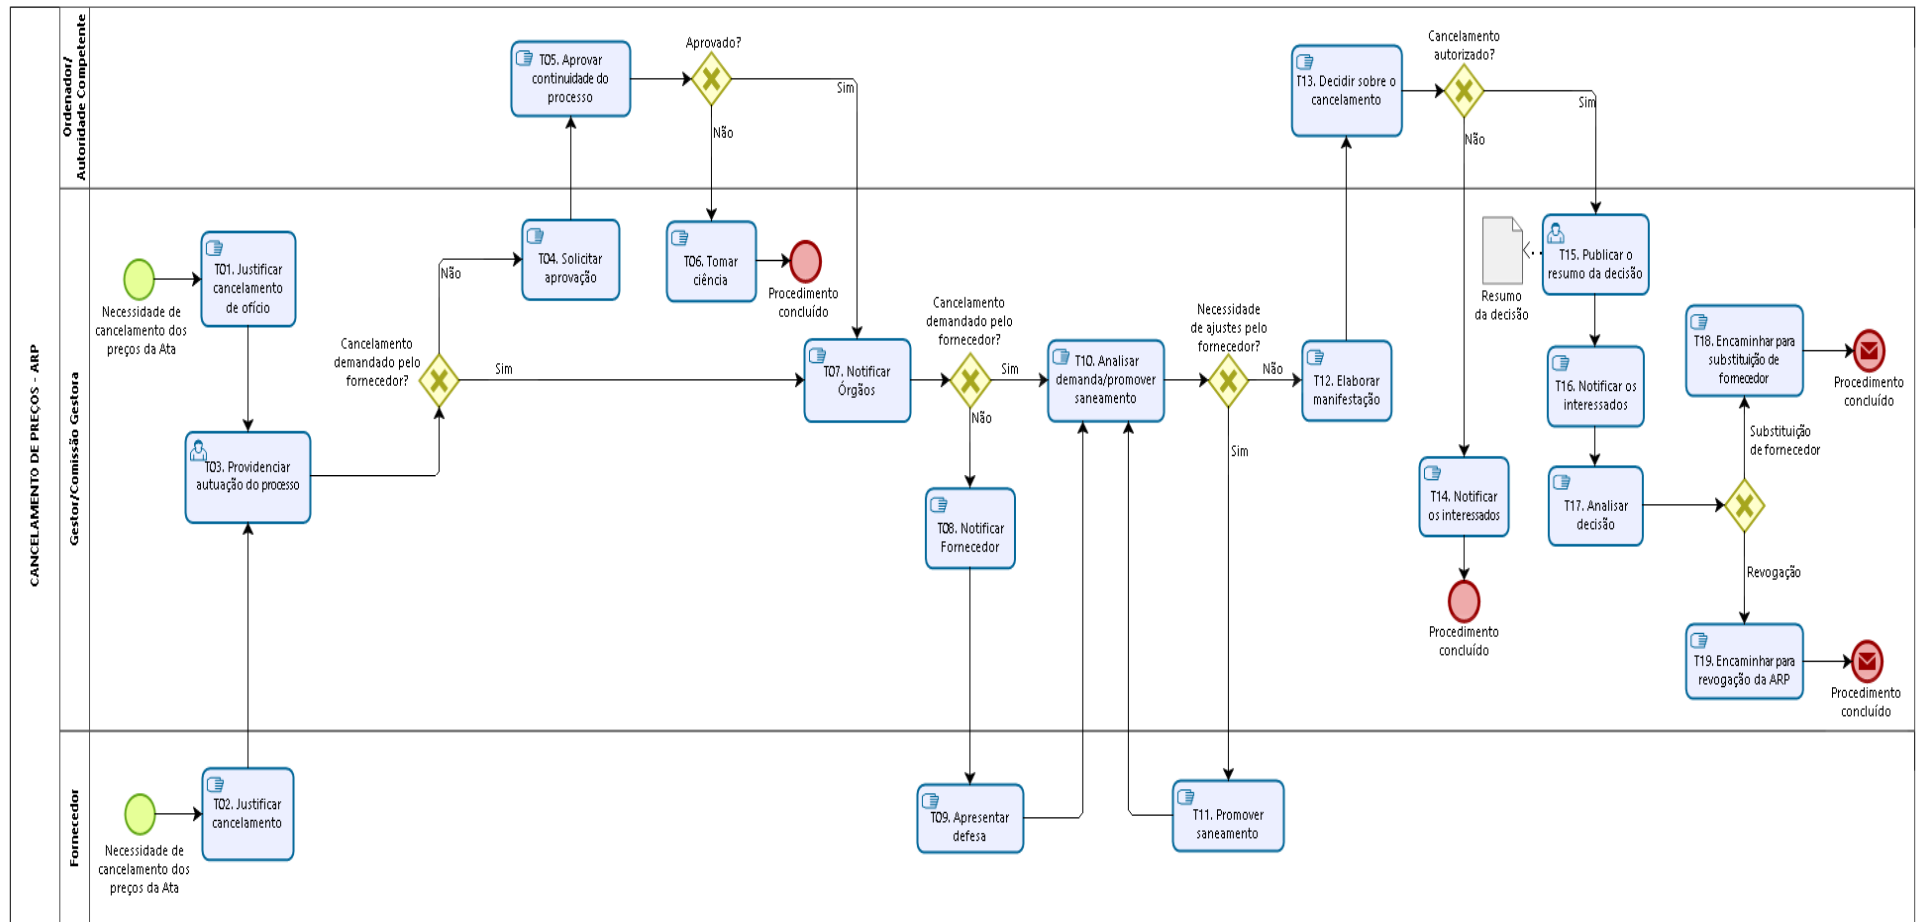 CANCELAMENTO DE PREÇOS - ARP
Ordenador/
Autoridade Competente
T05. Aprovar
continuidade do
processo
Aprovado?
Sim
Não
T13. Decidir sobre o
cancelamento
Cancelamento
autorizado?
Sim
Não
Gestor/Comissão Gestora
Necessidade de
cancelamento dos
preços da Ata
T01. Justificar
cancelamento
de ofício
T03. Providenciar
autuação do processo
Cancelamento
demandado pelo
fornecedor?
Não
Sim
T04. Solicitar
aprovação
T06. Tomar
ciência
Procedimento
concluído
T07. Notificar
Órgãos
Cancelamento
demandado pelo
fornecedor?
Sim
Não
T08. Notificar
Fornecedor
T10. Analisar
demanda/promover
saneamento
Necessidade
de ajustes pelo
fornecedor?
Não
Sim
T12. Elaborar
manifestação
T14. Notificar
os interessados
Procedimento
concluído
Resumo
da decisão
T15. Publicar o
resumo da decisão
T16. Notificar os
interessados
T17. Analisar
decisão
Substituição
de fornecedor
Revogação
T18. Encaminhar para
substituição de
fornecedor
Procedimento
concluído
T19. Encaminhar para
revogação da ARP
Procedimento
concluído
Fornecedor
Necessidade de
cancelamento dos
preços da Ata
T02. Justificar
cancelamento
T09. Apresentar
defesa
T11. Promover
saneamento